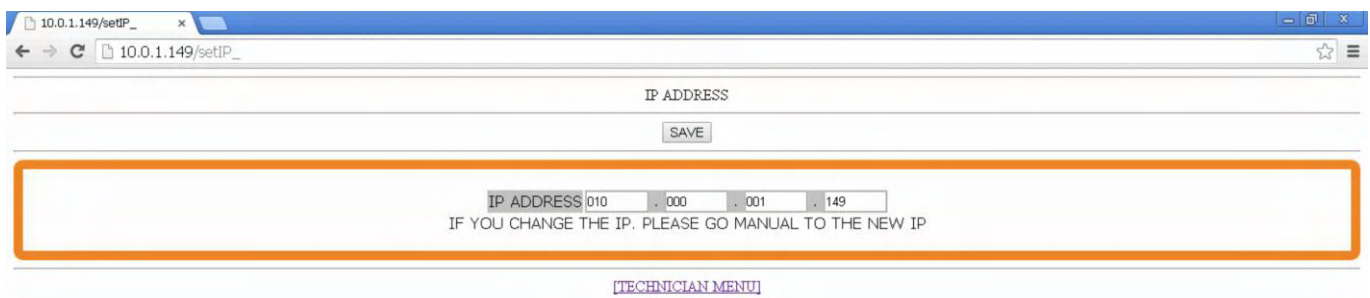 10.0.1.149/setIP_
10.0.1.149/setIP_
IP ADDRESS
SAVE
IP ADDRESS 010 . 000 . 001 . 149
IF YOU CHANGE THE IP. PLEASE GO MANUAL TO THE NEW IP
[TECHNICIAN MENU]